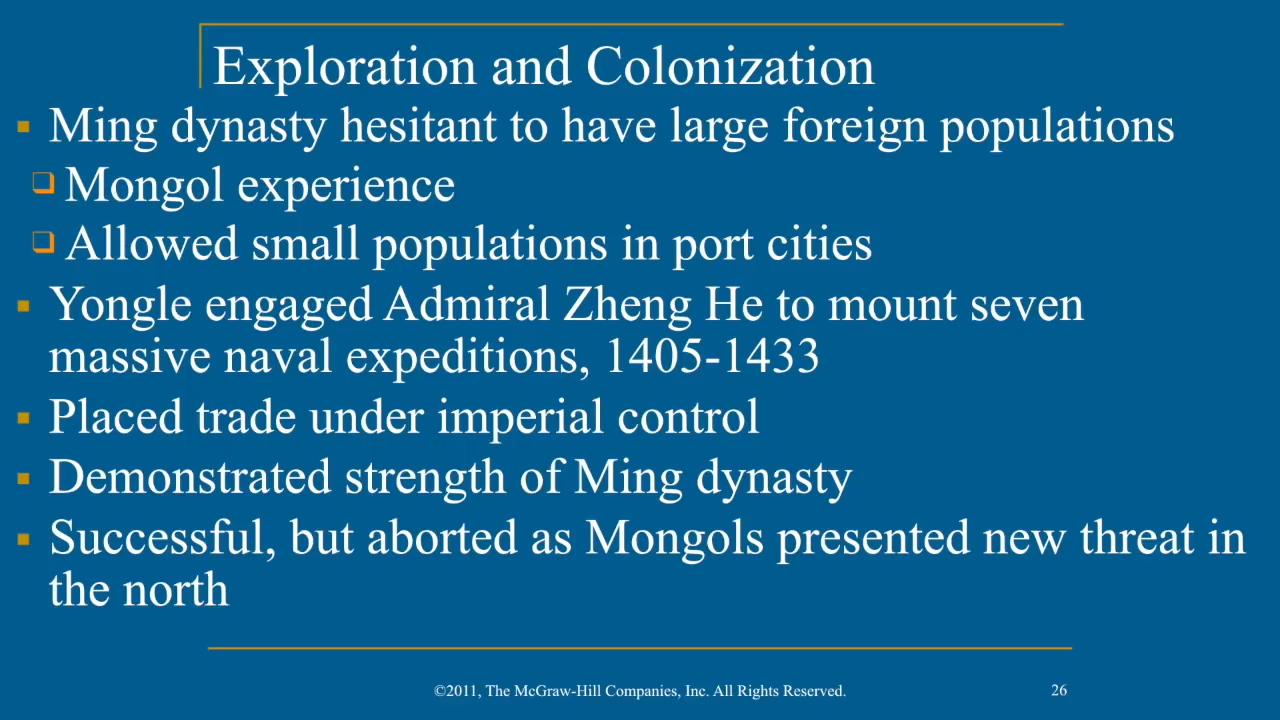 Exploration and Colonization
Ming dynasty hesitant to have large foreign populations
Mongol experience
Allowed small populations in port cities
Yongle engaged Admiral Zheng He to mount seven
massive naval expeditions, 1405-1433
Placed trade under imperial control
Demonstrated strength of Ming dynasty
Successful, but aborted as Mongols presented new threat in
the north
©2011, The McGraw-Hill Companies, Inc. All Rights Reserved.
26